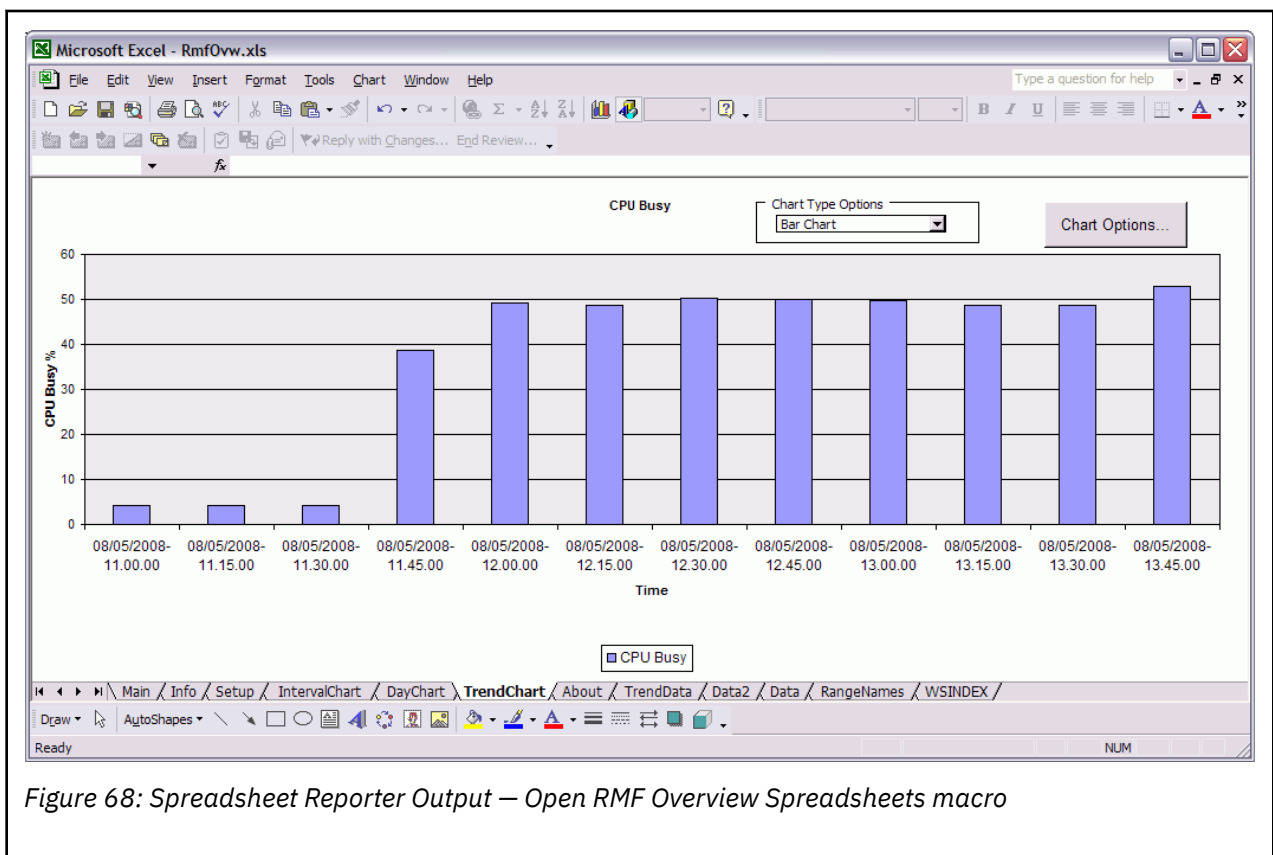 Microsoft Excel - RmfOvw.xls
File Edit View Insert Format Tools Chart Window Help Type a question for help
Reply with Changes... End Review...
fx
CPU Busy
Chart Type Options
Bar Chart
Chart Options...
60
50
40
30
20
10
0
CPU Busy %
08/05/2008- 08/05/2008- 08/05/2008- 08/05/2008- 08/05/2008- 08/05/2008- 08/05/2008- 08/05/2008- 08/05/2008- 08/05/2008- 08/05/2008- 08/05/2008-
11.00.00 11.15.00 11.30.00 11.45.00 12.00.00 12.15.00 12.30.00 12.45.00 13.00.00 13.15.00 13.30.00 13.45.00
Time
CPU Busy
Main / Info / Setup / IntervalChart / DayChart \ TrendChart / About / TrendData / Data2 / Data / RangeNames / WSINDEX /
Draw AutoShapes
Ready NUM
Figure 68: Spreadsheet Reporter Output — Open RMF Overview Spreadsheets macro